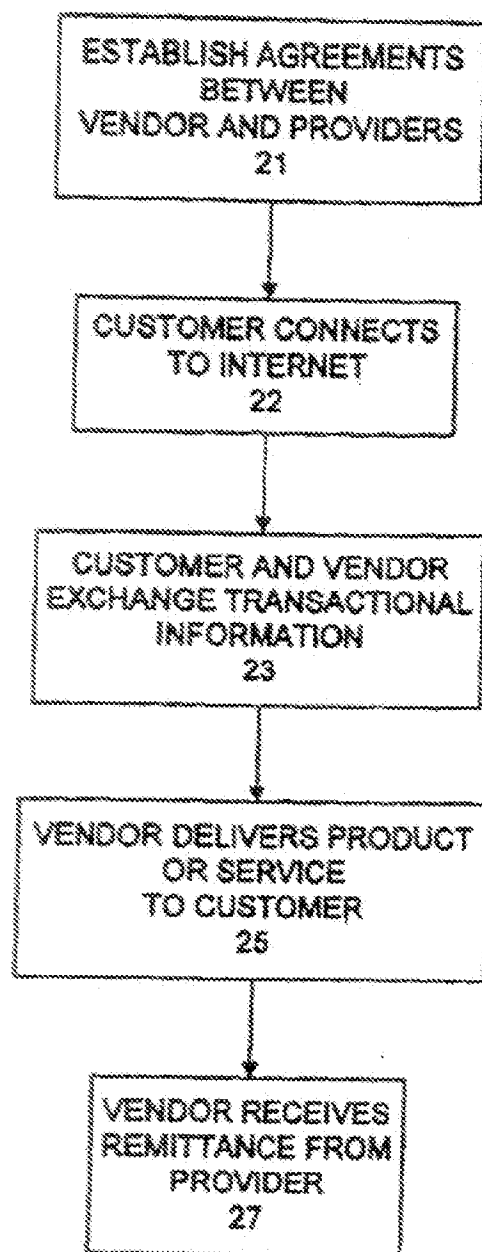 ESTABLISH AGREEMENTS
BETWEEN
VENDOR AND PROVIDERS
21
CUSTOMER CONNECTS
TO INTERNET
22
CUSTOMER AND VENDOR
EXCHANGE TRANSACTIONAL
INFORMATION
23
VENDOR DELIVERS PRODUCT
OR SERVICE
TO CUSTOMER
25
VENDOR RECEIVES
REMITTANCE FROM
PROVIDER
27